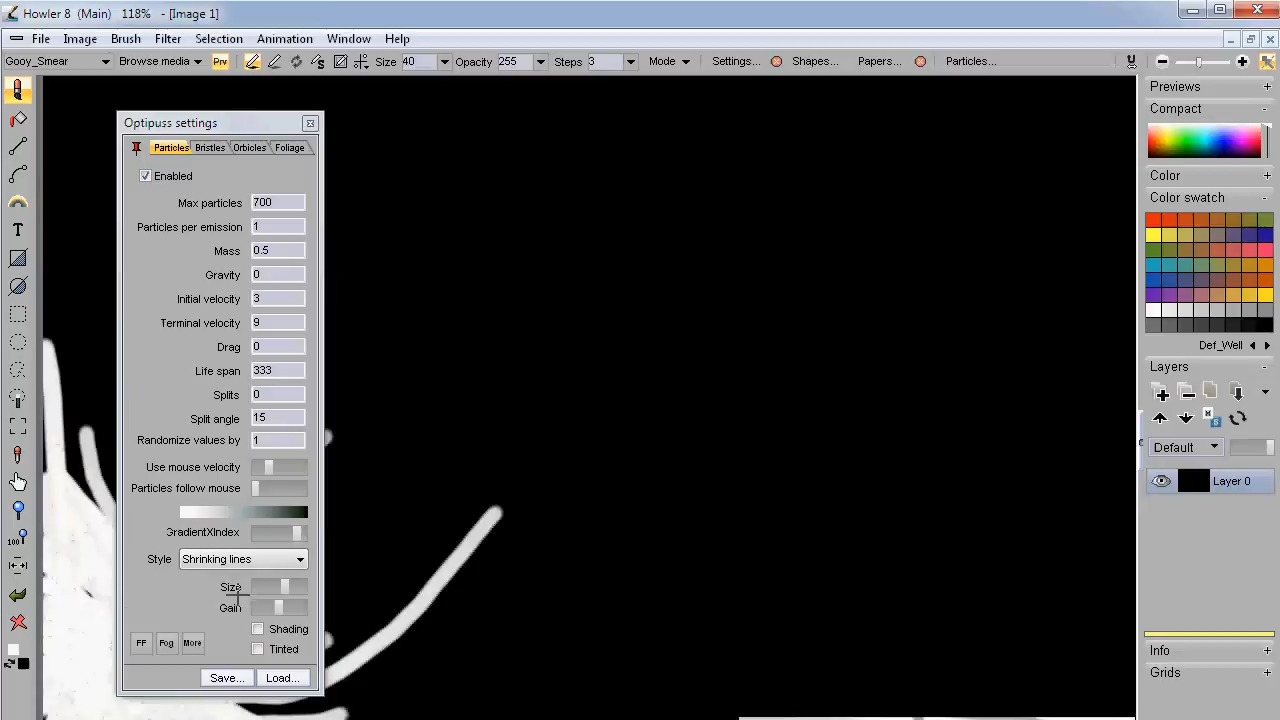 Howler 8 (Main) 118% - [Image 1]
File Image Brush Filter Selection Animation Window Help
Gooy_Smear Browse media Prv Size 40 Opacity 255 Steps 3 Mode Settings... Shapes... Papers... Particles...
Optipuss settings
Particles Bristles Orbicles Foliage
Enabled
Max particles 700
Particles per emission 1
Mass 0.5
Gravity 0
Initial velocity 3
Terminal velocity 9
Drag 0
Life span 333
Splits 0
Split angle 15
Randomize values by 1
Use mouse velocity
Particles follow mouse
GradientXIndex
Style Shrinking lines
Size
Gain
Shading
FF Fog More
Tinted
Save... Load...
T
100
Previews +
Compact -
Color +
Color swatch -
Def_Well
Layers -
Default
Layer 0
Info +
Grids +